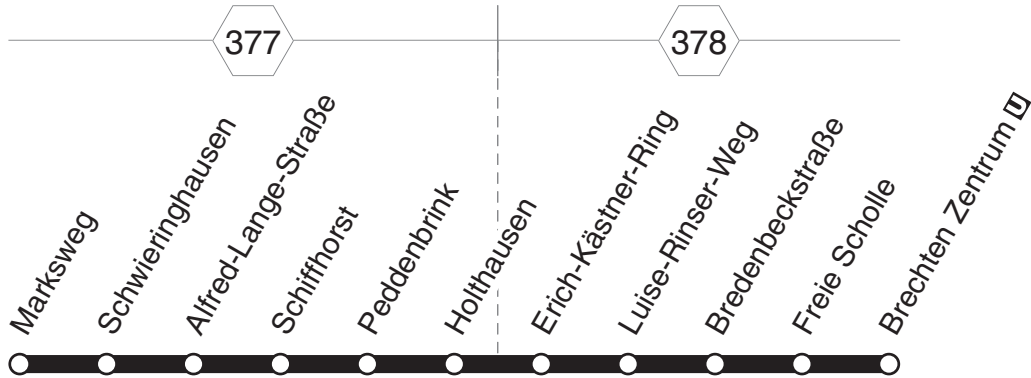 377
378
Marksweg
Schwieringhausen
Alfred-Lange-Straße
Schiffhorst
Peddenbrink
Holthausen
Erich-Kästner-Ring
Luise-Rinser-Weg
Bredenbeckstraße
Freie Scholle
Brechten Zentrum U